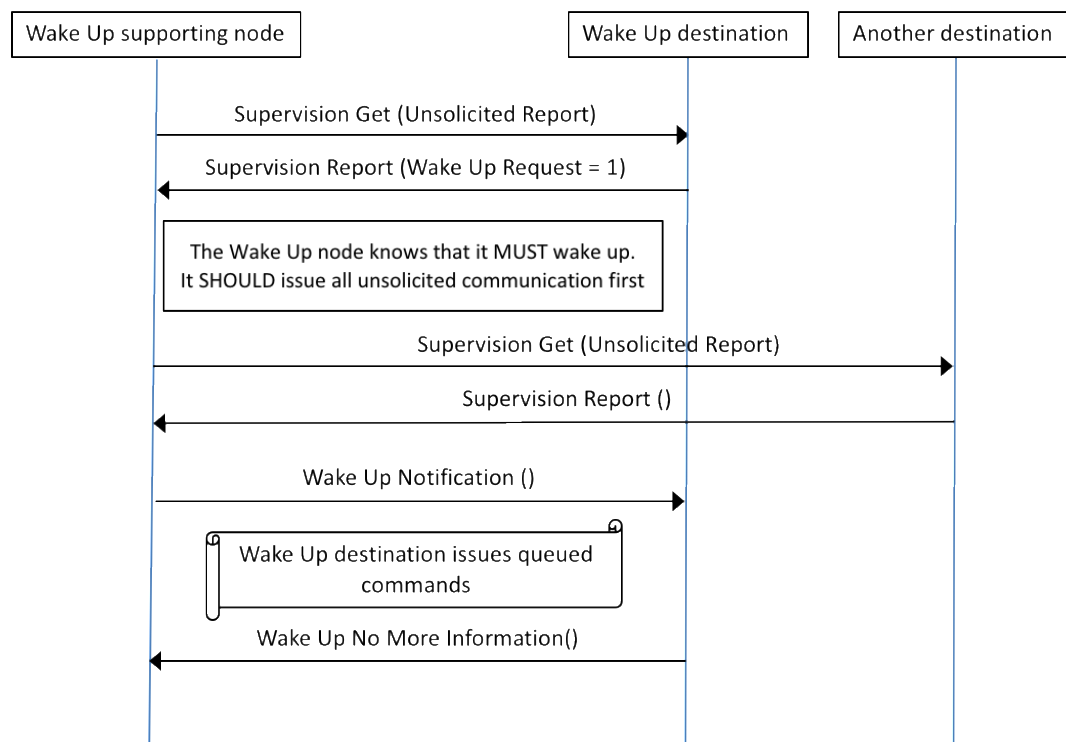 Wake Up supporting node
Wake Up destination
Another destination
Supervision Get (Unsolicited Report)
Supervision Report (Wake Up Request = 1)
The Wake Up node knows that it MUST wake up.
It SHOULD issue all unsolicited communication first
Supervision Get (Unsolicited Report)
Supervision Report ()
Wake Up Notification ()
Wake Up destination issues queued
commands
Wake Up No More Information()